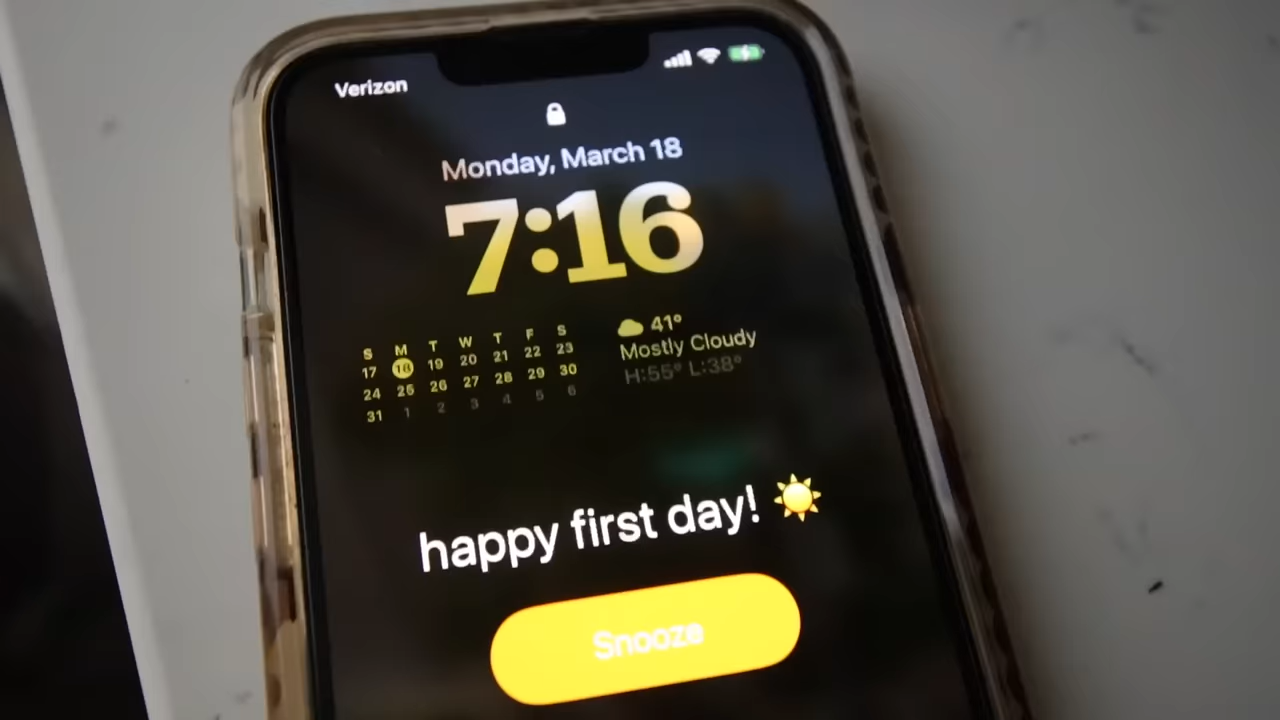 Verizon
Monday, March 18
7:16
S M T W T F S
17 18 19 20 21 22 23
24 25 26 27 28 29 30
31 1 2 3 4 5 6
41°
Mostly Cloudy
H:55° L:38°
happy first day! ☀️
Snooze